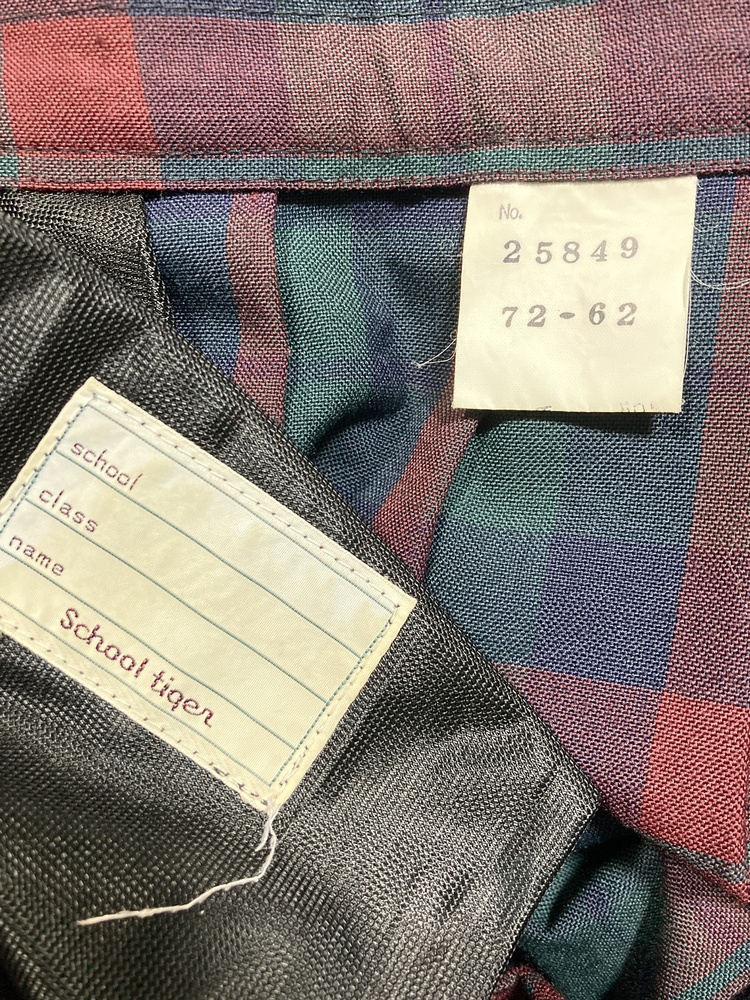 No.
25849
72-62
school
class
name
School tiger